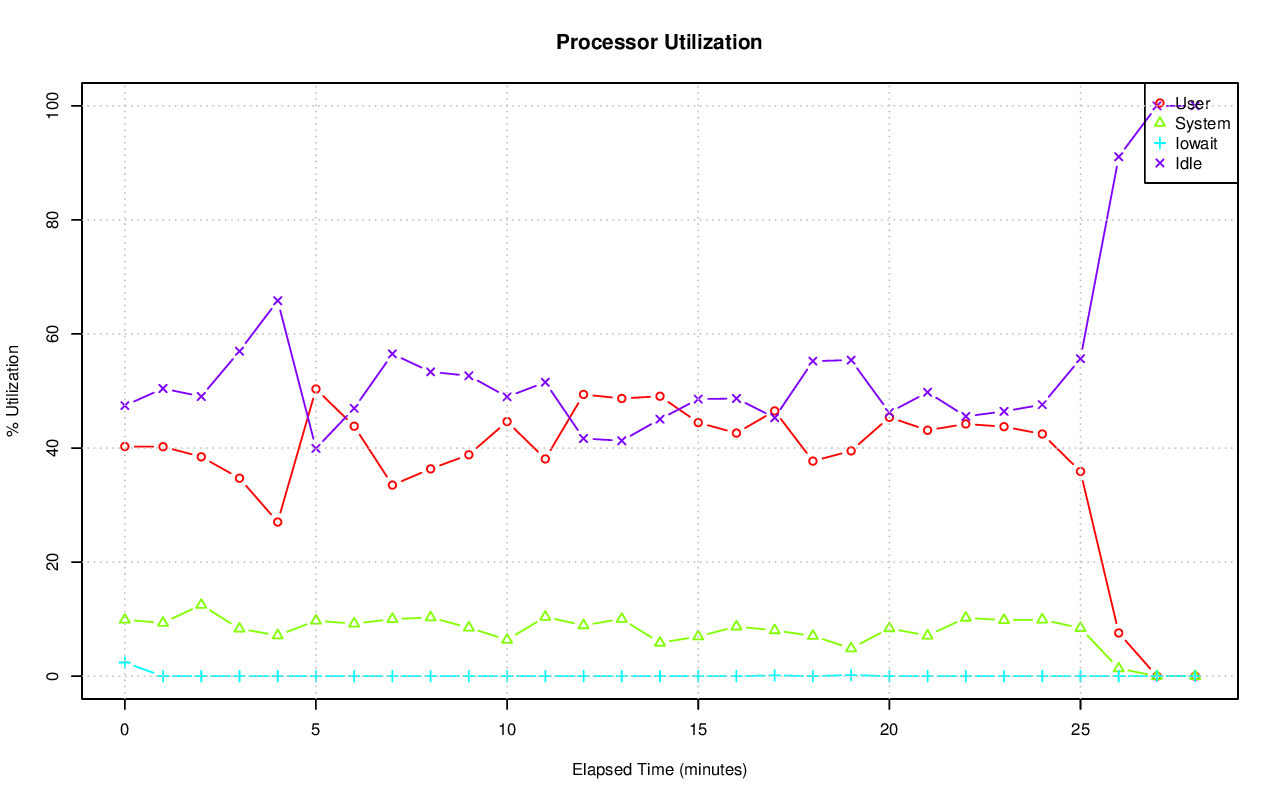 Processor Utilization
100
80
60
40
20
0
% Utilization
User
System
Iowait
Idle
0 5 10 15 20 25
Elapsed Time (minutes)